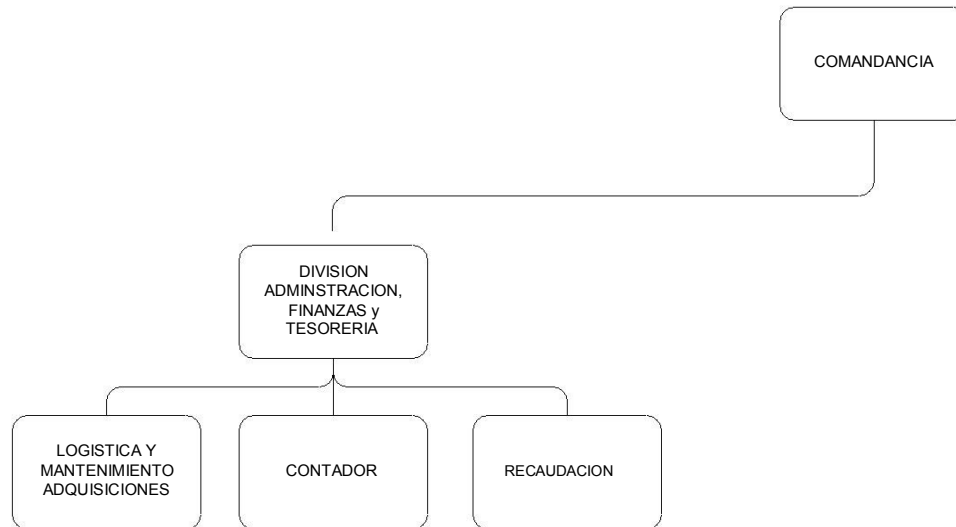 COMANDANCIA
DIVISION
ADMINSTRACION,
FINANZAS y
TESORERIA
LOGISTICA Y
MANTENIMIENTO
ADQUISICIONES
CONTADOR
RECAUDACION